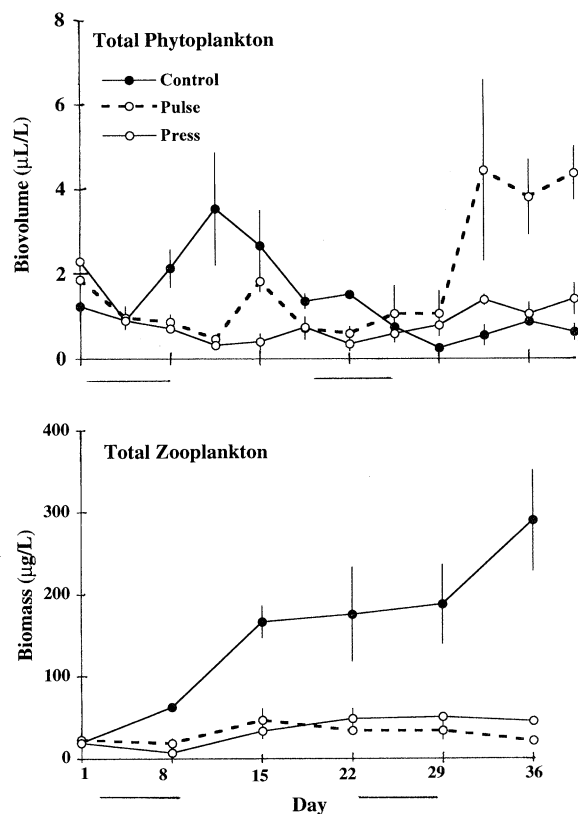 Total Phytoplankton
Control
Pulse
Press
Biovolume (μL/L)
8
6
4
2
0
Total Zooplankton
Biomass (μg/L)
400
300
200
100
0
1 8 15 22 29 36
Day